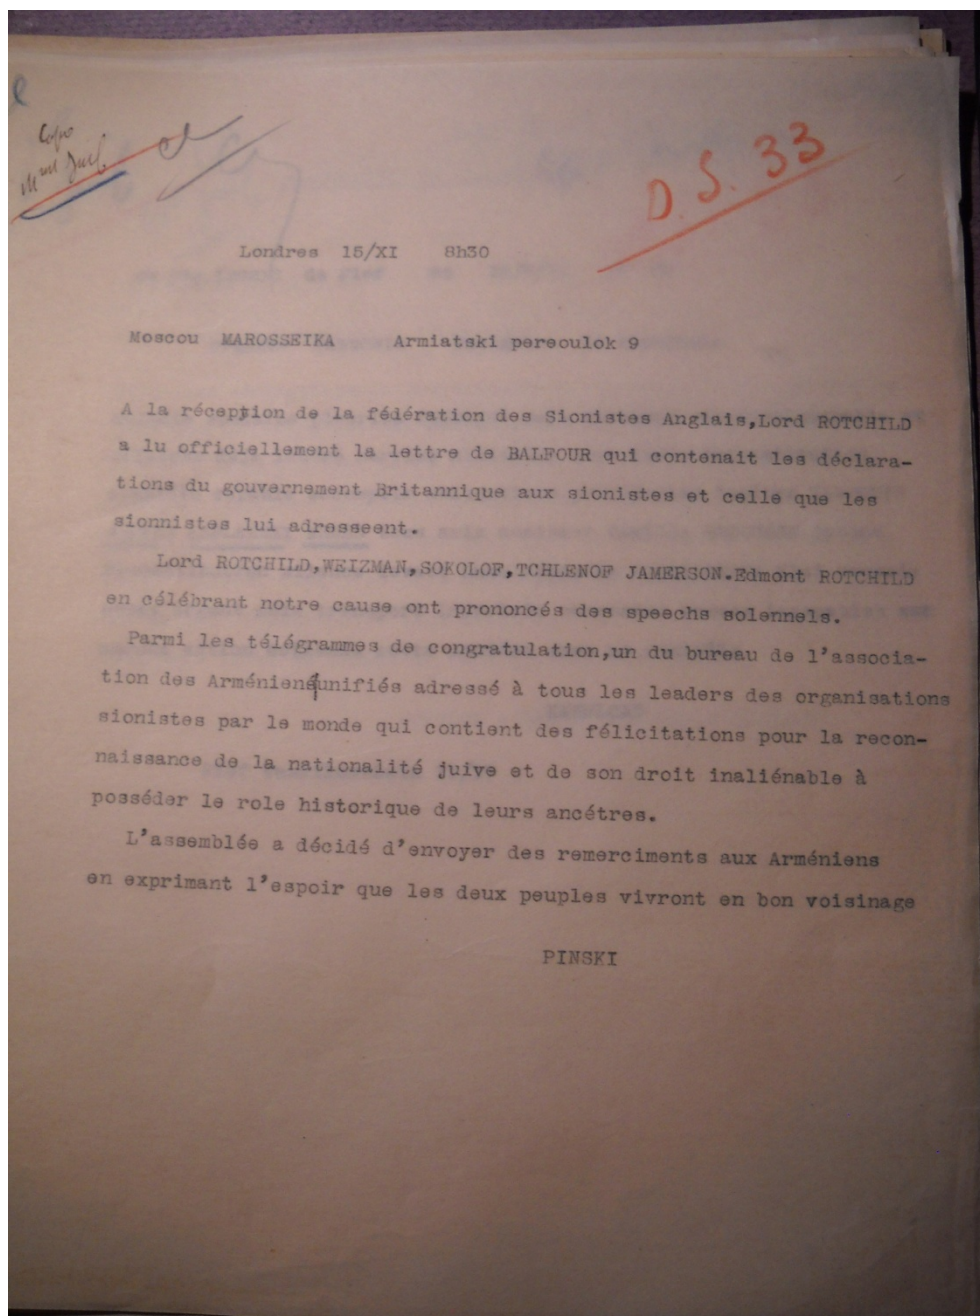 D. S. 33
Londres 15/XI 8h30
Moscou MAROSSEIKA Armiatski pereoulok 9
A la réception de la fédération des Sionistes Anglais,Lord ROTCHILD
a lu officiellement la lettre de BALFOUR qui contenait les déclara-
tions du gouvernement Britannique aux sionistes et celle que les
sionnistes lui adresseent.
Lord ROTCHILD,WEIZMAN,SOKOLOF,TCHLENOF JAMERSON.Edmont ROTCHILD
en célébrant notre cause ont prononcés des speechs solennels.
Parmi les télégrammes de congratulation,un du bureau de l'associa-
tion des Arméniens unifiés adressé à tous les leaders des organisations
sionistes par le monde qui contient des félicitations pour la recon-
naissance de la nationalité juive et de son droit inaliénable à
posséder le role historique de leurs ancétres.
L'assemblée a décidé d'envoyer des remerciments aux Arméniens
en exprimant l'espoir que les deux peuples vivront en bon voisinage
PINSKI